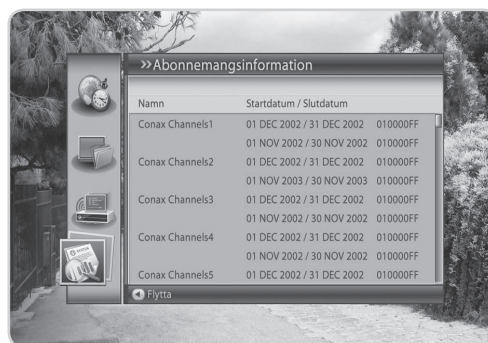 »Abonnemangsinformation
Namn Startdatum / Slutdatum
Conax Channels1 01 DEC 2002 / 31 DEC 2002 010000FF
01 NOV 2002 / 30 NOV 2002 010000FF
Conax Channels2 01 DEC 2002 / 31 DEC 2002 010000FF
01 NOV 2003 / 30 NOV 2003 010000FF
Conax Channels3 01 DEC 2002 / 31 DEC 2002 010000FF
01 NOV 2002 / 30 NOV 2002 010000FF
Conax Channels4 01 DEC 2002 / 31 DEC 2002 010000FF
01 NOV 2002 / 30 NOV 2002 010000FF
Conax Channels5 01 DEC 2002 / 31 DEC 2002 010000FF
Flytta